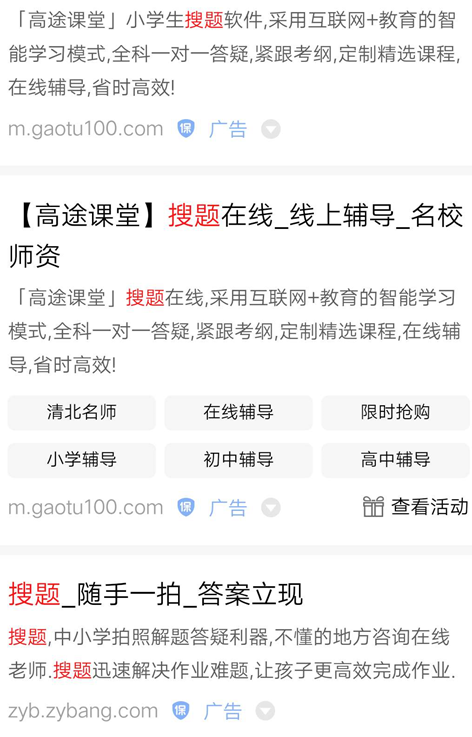 「高途课堂」小学生搜题软件,采用互联网+教育的智
能学习模式,全科一对一答疑,紧跟考纲,定制精选课程,
在线辅导,省时高效!
m.gaotu100.com 保 广告
【高途课堂】搜题在线_线上辅导_名校
师资
「高途课堂」搜题在线,采用互联网+教育的智能学习
模式,全科一对一答疑,紧跟考纲,定制精选课程,在线辅
导,省时高效!
清北名师 在线辅导 限时抢购
小学辅导 初中辅导 高中辅导
m.gaotu100.com 保 广告 查看活动
搜题_随手一拍_答案立现
搜题,中小学拍照解题答疑利器,不懂的地方咨询在线
老师.搜题迅速解决作业难题,让孩子更高效完成作业.
zyb.zybang.com 保 广告